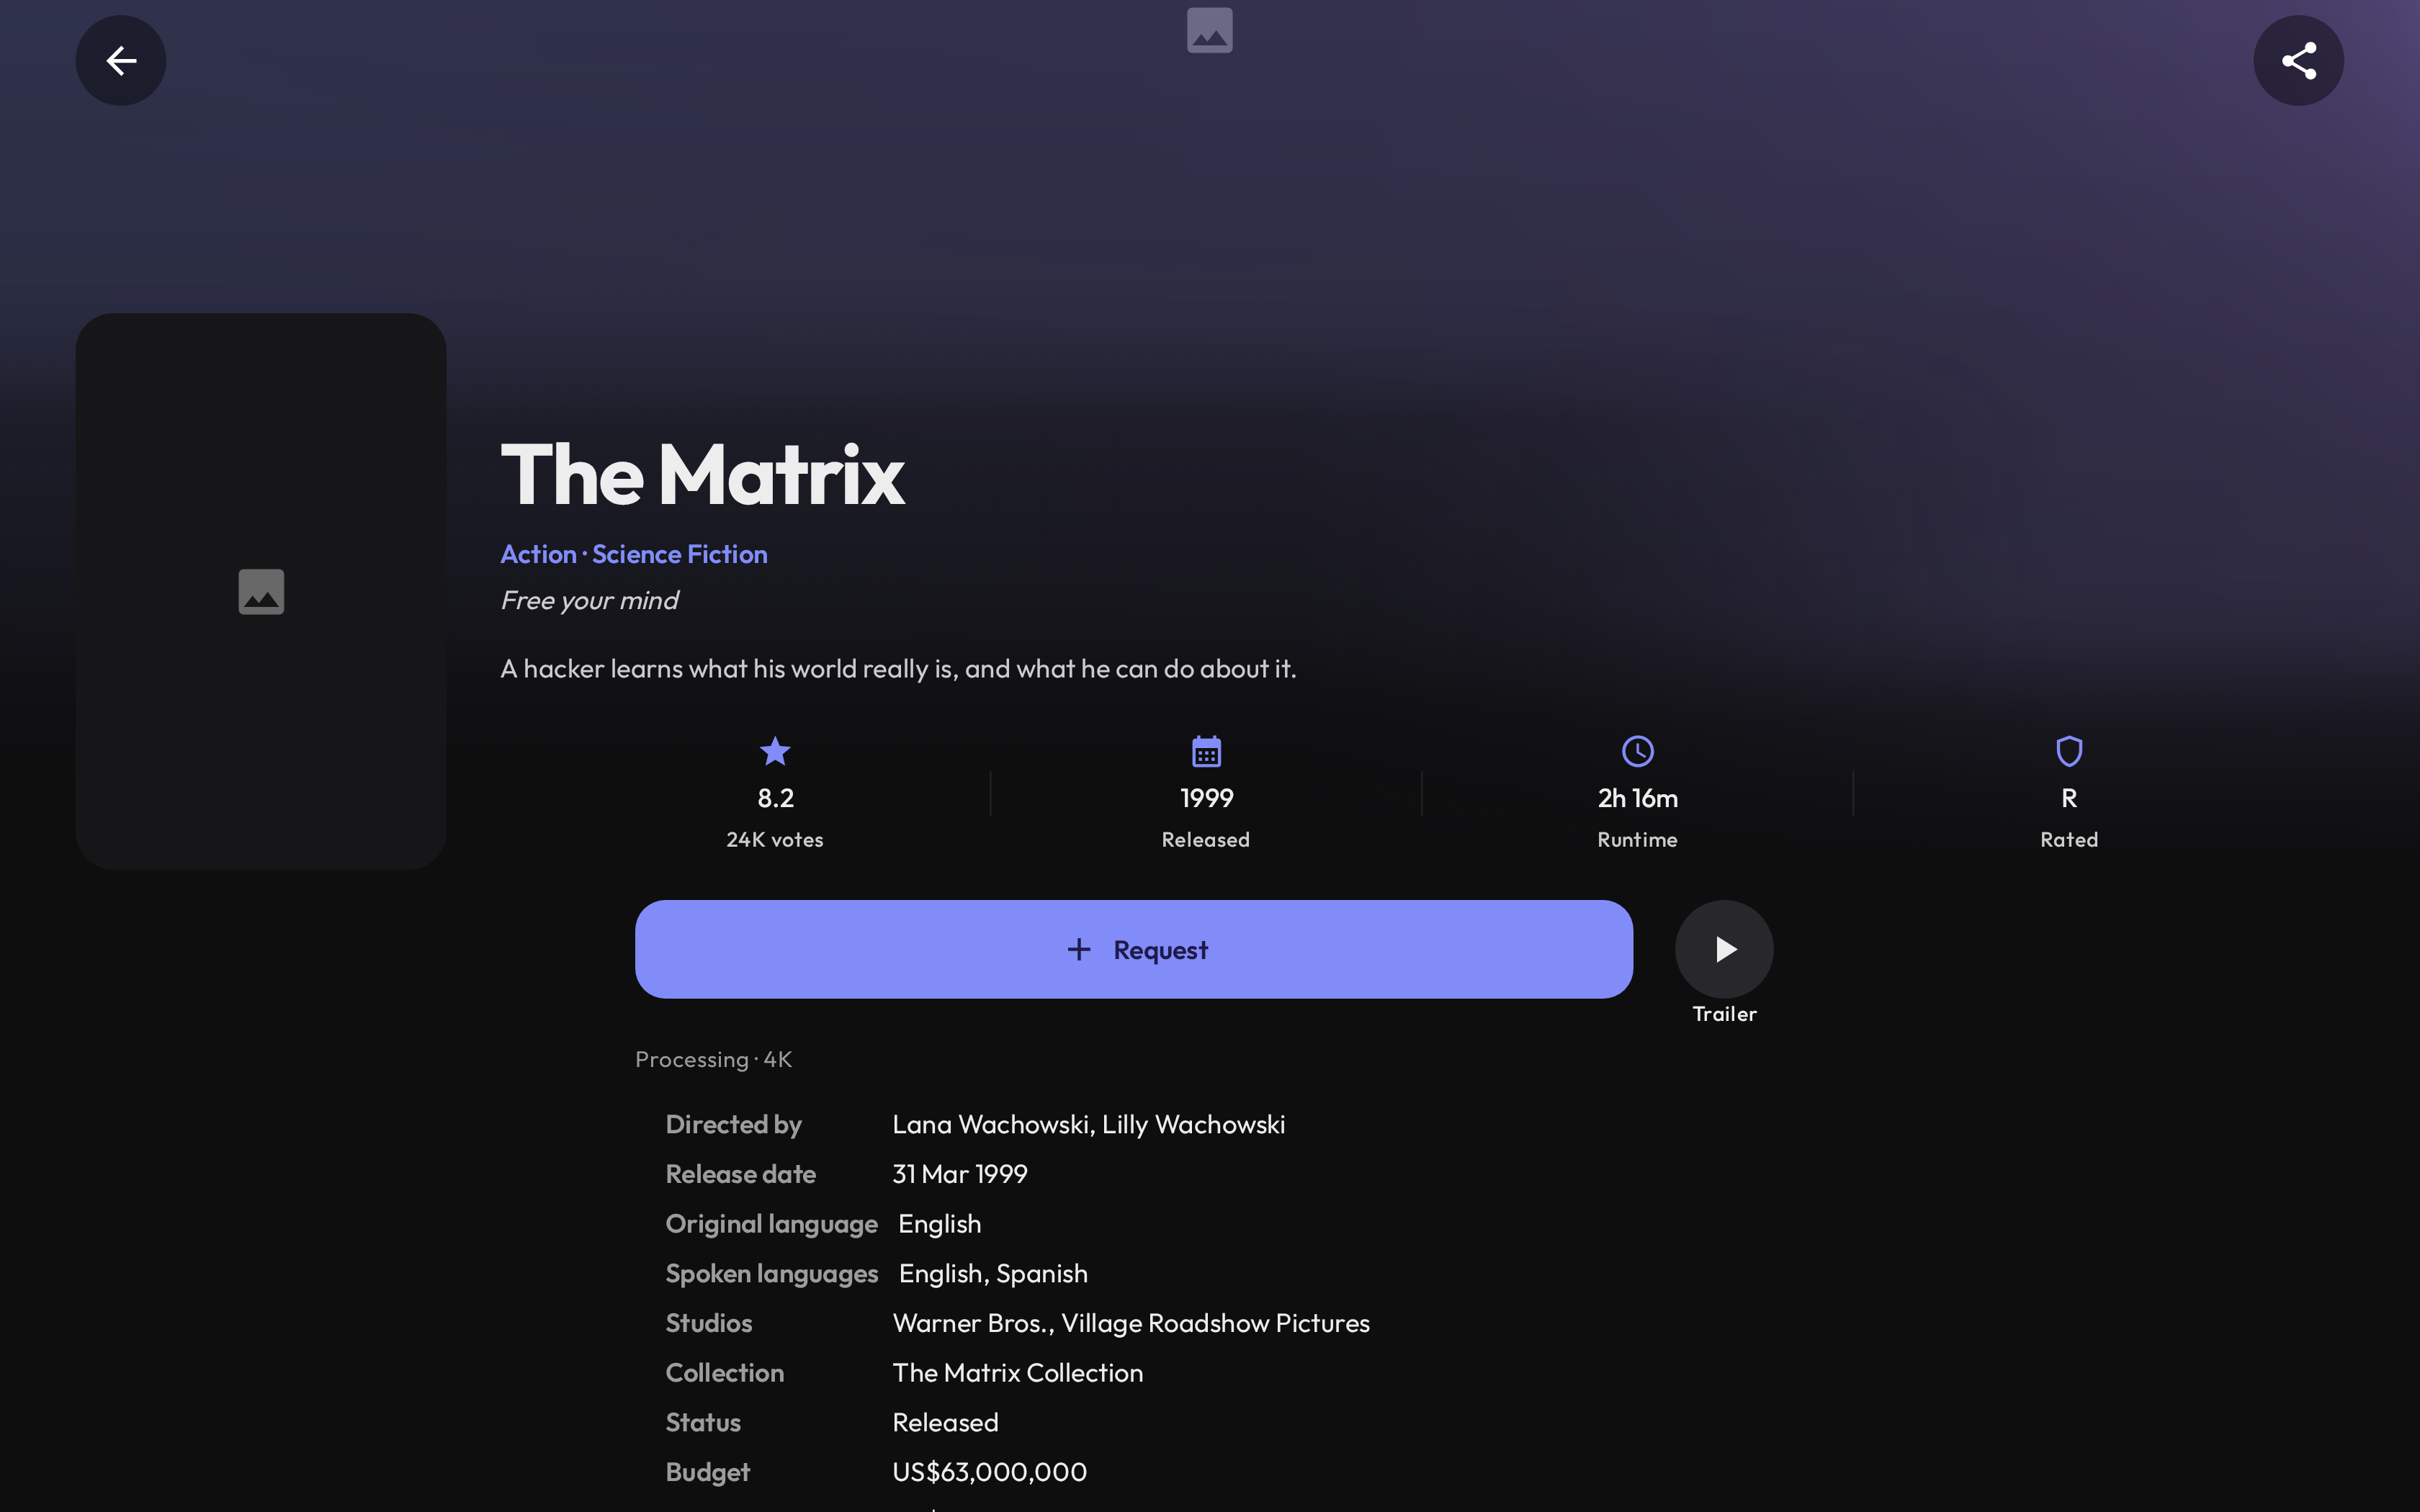 The Matrix
Action · Science Fiction
Free your mind
A hacker learns what his world really is, and what he can do about it.
8.2
24K votes
1999
Released
2h 16m
Runtime
R
Rated
Request
Trailer
Processing · 4K
Directed by Lana Wachowski, Lilly Wachowski
Release date 31 Mar 1999
Original language English
Spoken languages English, Spanish
Studios Warner Bros., Village Roadshow Pictures
Collection The Matrix Collection
Status Released
Budget US$63,000,000